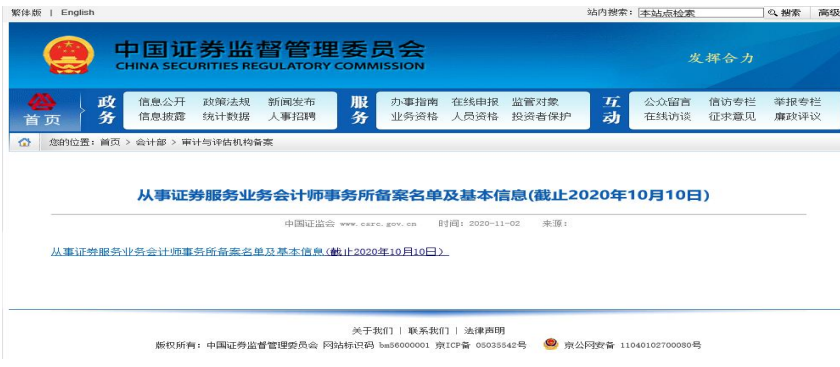 繁体版 | English
站内搜索: 本站点检索 搜索 高级
中国证券监督管理委员会
CHINA SECURITIES REGULATORY COMMISSION
发挥合力
首页
政务
信息公开 政策法规 新闻发布
信息披露 统计数据 人事招聘
服务
办事指南 在线申报 监管对象
业务资格 人员资格 投资者保护
互动
公众留言 信访专栏 举报专栏
在线访谈 征求意见 廉政评议
您的位置: 首页 > 会计部 > 审计与评估机构备案
从事证券服务业务会计师事务所备案名单及基本信息(截止2020年10月10日)
中国证监会 www.csrc.gov.cn 时间: 2020-11-02 来源:
从事证券服务业务会计师事务所备案名单及基本信息(截止2020年10月10日)
关于我们 | 联系我们 | 法律声明
版权所有: 中国证券监督管理委员会 网站标识码 bm56000001 京ICP备 05035542号 京公网安备 11040102700080号